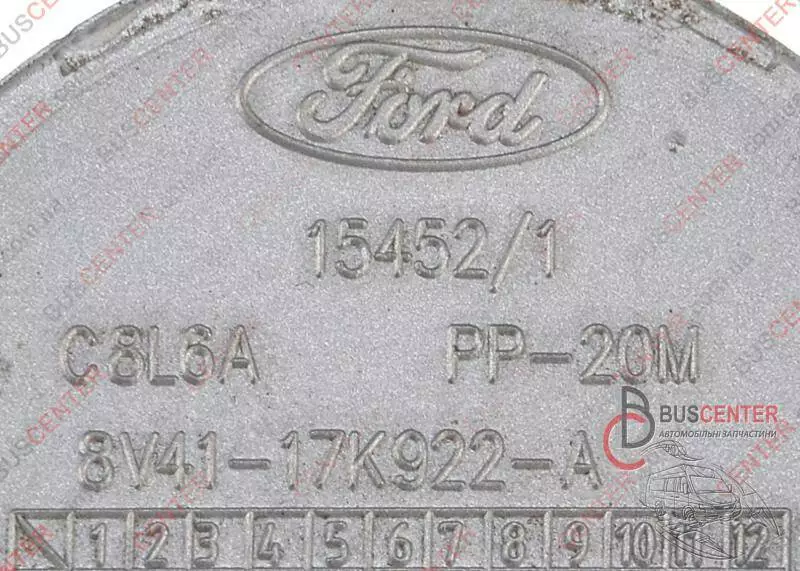 Ford
15452/1
C8L6A PP-20M
8V41-17K922-A
1 2 3 4 5 6 7 8 9 10 11 12
BUSCENTER
АВТОМОБІЛЬНІ ЗАПЧАСТИНИ